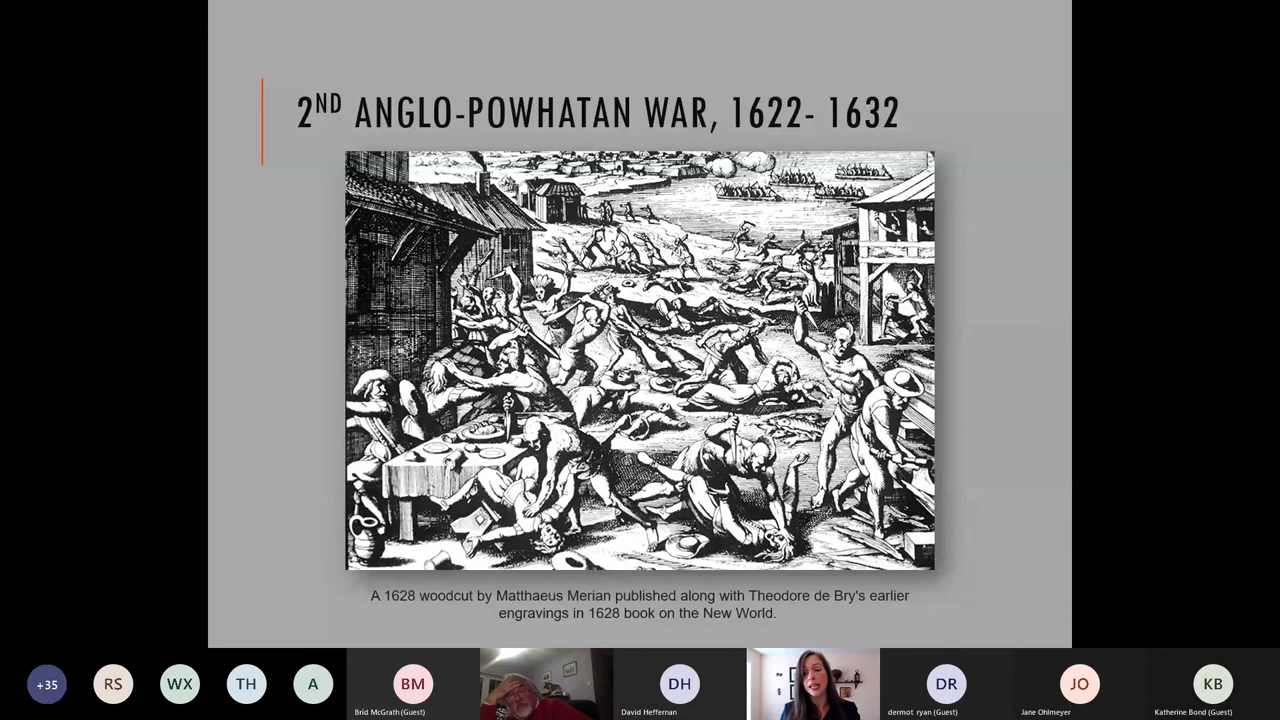 2ND ANGLO-POWHATAN WAR, 1622- 1632
A 1628 woodcut by Matthaeus Merian published along with Theodore de Bry's earlier
engravings in 1628 book on the New World.
+35
RS
WX
TH
A
BM
Brid McGrath (Guest)
DH
David Heffernan
DR
dermot ryan (Guest)
JO
Jane Ohlmeyer
KB
Katherine Bond (Guest)